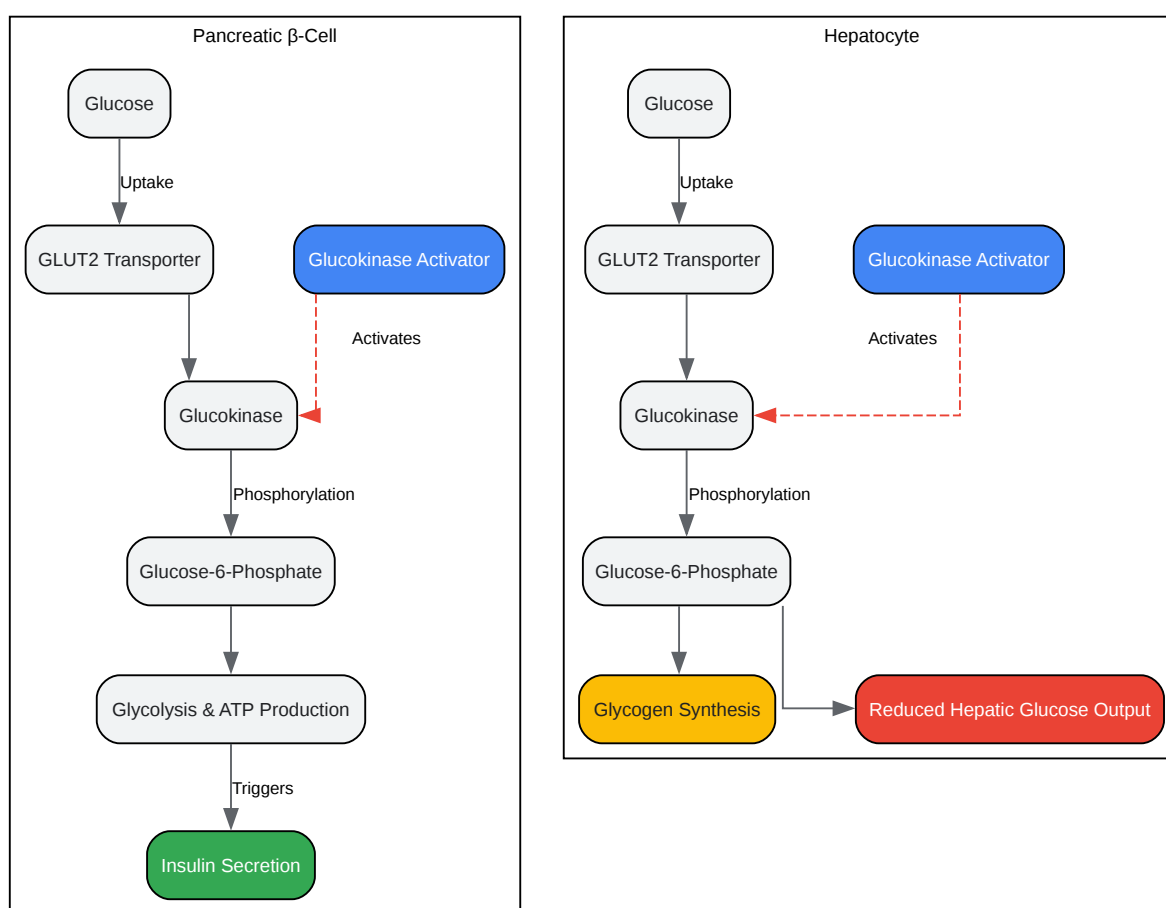 Pancreatic β-Cell
Glucose
Uptake
GLUT2 Transporter
Glucokinase Activator
Activates
Glucokinase
Phosphorylation
Glucose-6-Phosphate
Glycolysis & ATP Production
Triggers
Insulin Secretion
Hepatocyte
Glucose
Uptake
GLUT2 Transporter
Glucokinase Activator
Activates
Glucokinase
Phosphorylation
Glucose-6-Phosphate
Glycogen Synthesis
Reduced Hepatic Glucose Output